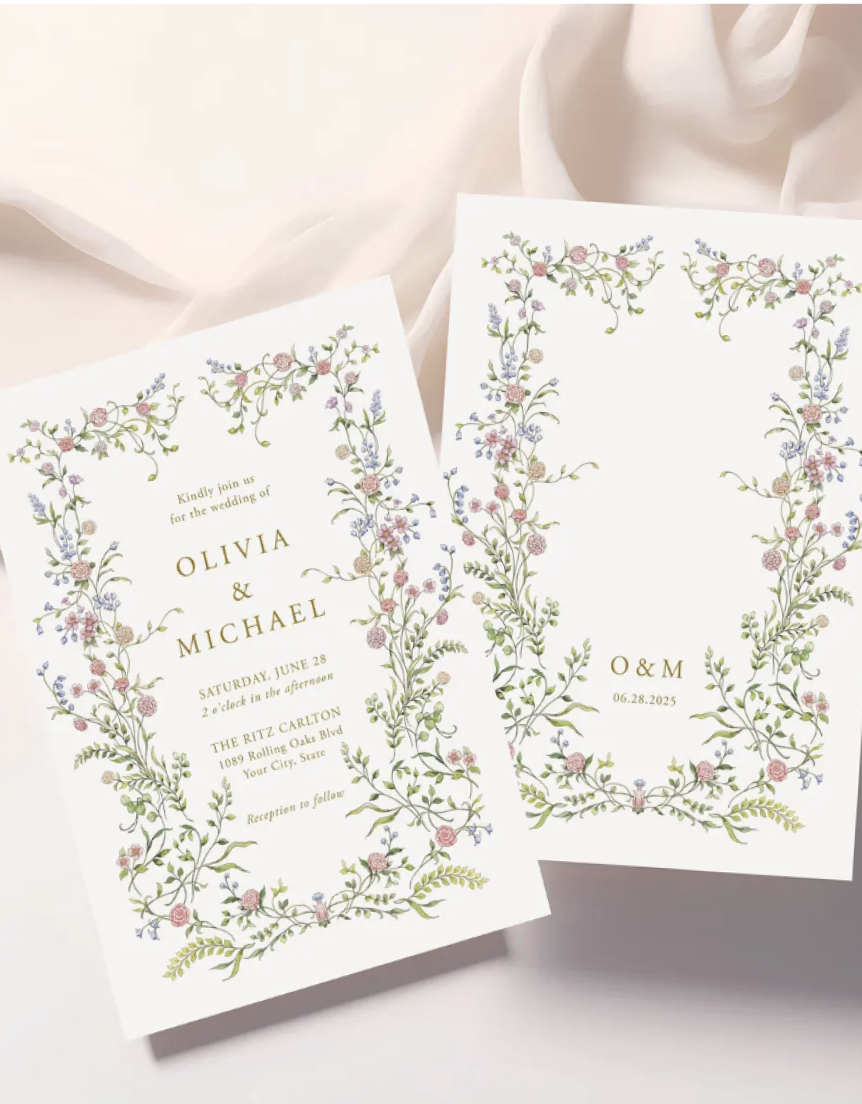 Kindly join us
for the wedding of
OLIVIA
&
MICHAEL
SATURDAY, JUNE 28
2 o'clock in the afternoon
THE RITZ CARLTON
1089 Rolling Oaks Blvd
Your City, State
Reception to follow
O & M
06.28.2025